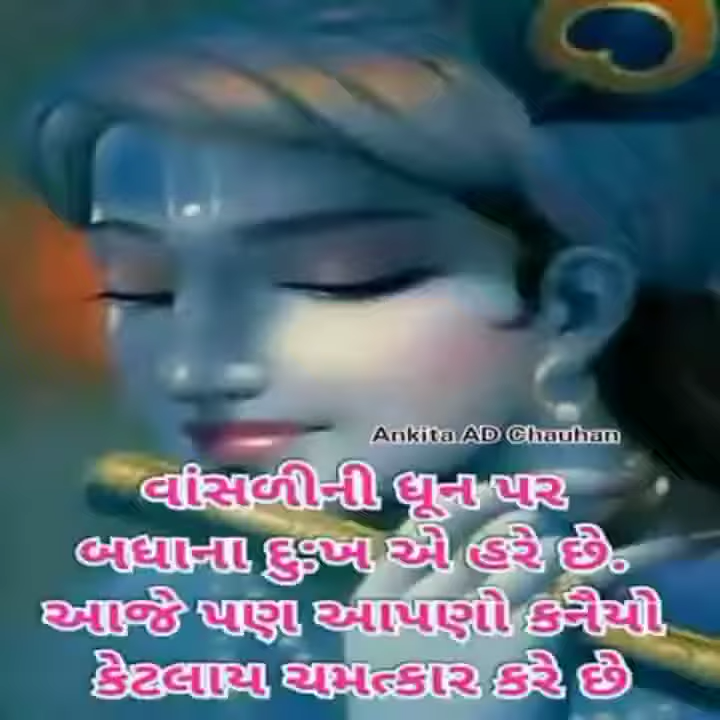 Ankita AD Chauhan
વાંસળીની ધૂન પર
બધાના દુઃખ એ હરે છે.
આજે પણ આપણો કનૈયો
કેટલાય ચમત્કાર કરે છે